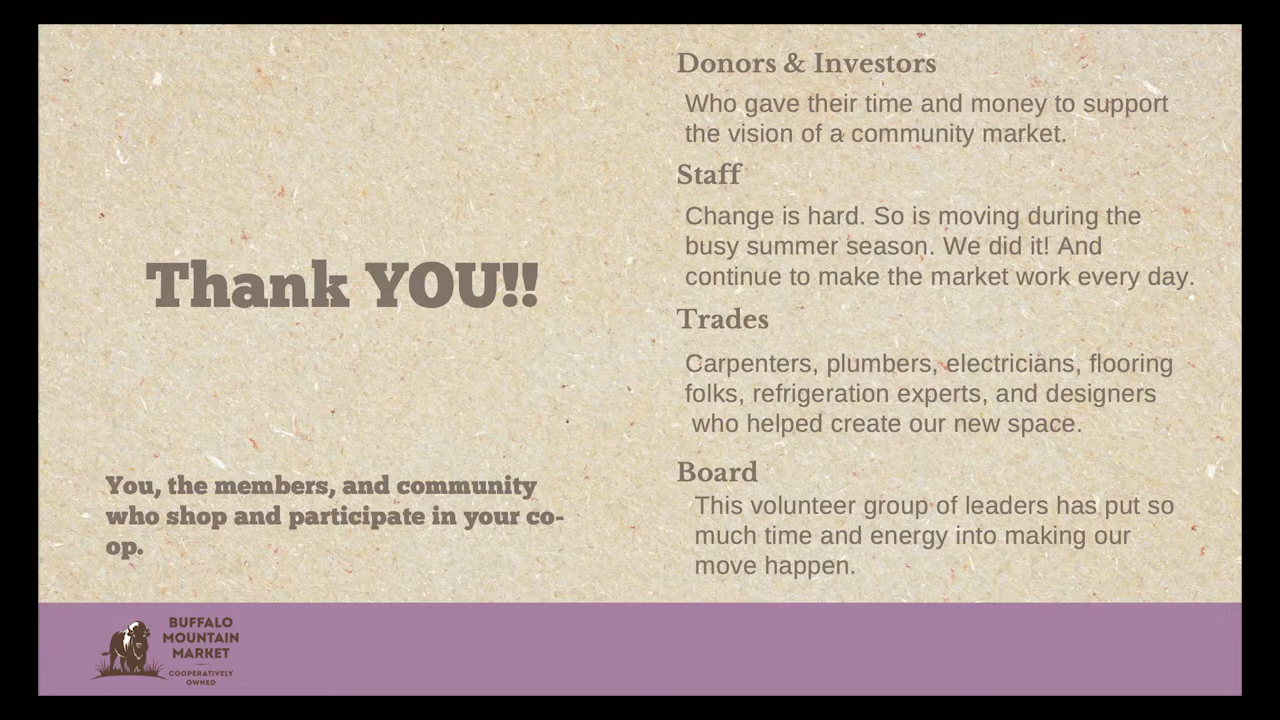 Thank YOU!!
You, the members, and community
who shop and participate in your co-
op.
Donors & Investors
Who gave their time and money to support
the vision of a community market.
Staff
Change is hard. So is moving during the
busy summer season. We did it! And
continue to make the market work every day.
Trades
Carpenters, plumbers, electricians, flooring
folks, refrigeration experts, and designers
who helped create our new space.
Board
This volunteer group of leaders has put so
much time and energy into making our
move happen.
BUFFALO
MOUNTAIN
MARKET
COOPERATIVELY
OWNED